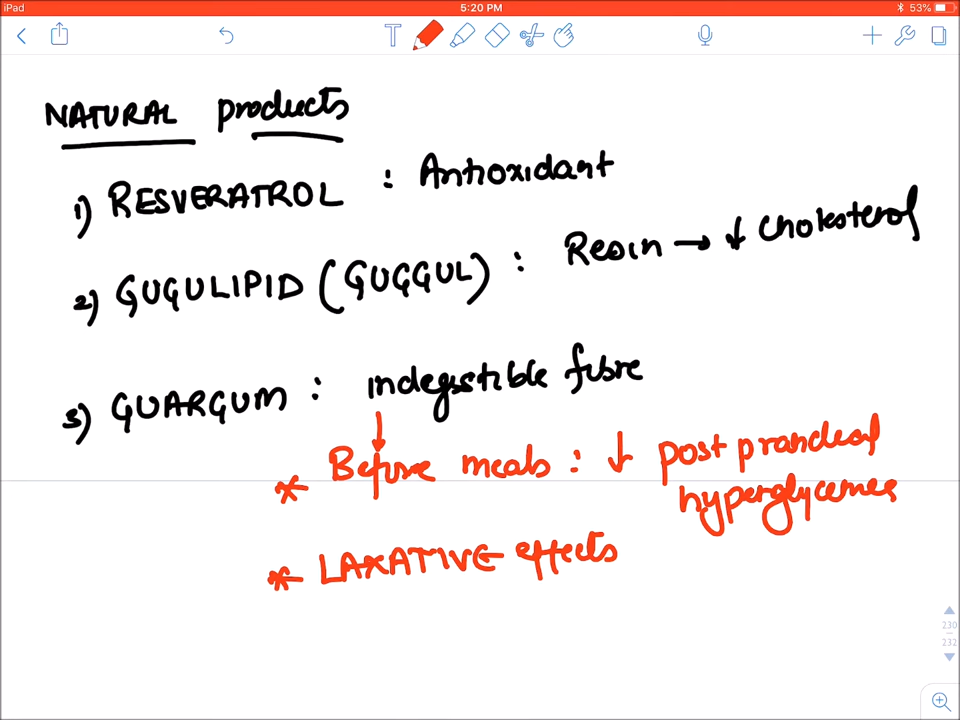 iPad
5:20 PM
53%
T
NATURAL products
1) RESVERATROL : Antioxidant
2) GUGULIPID (GUGGUL) : Resin → ↓ cholesterol
3) GUARGUM : indegestible fibre
↓
* Before meals : ↓ post prandeal
hyperglycemea
* LAXATIVE effects
230
232